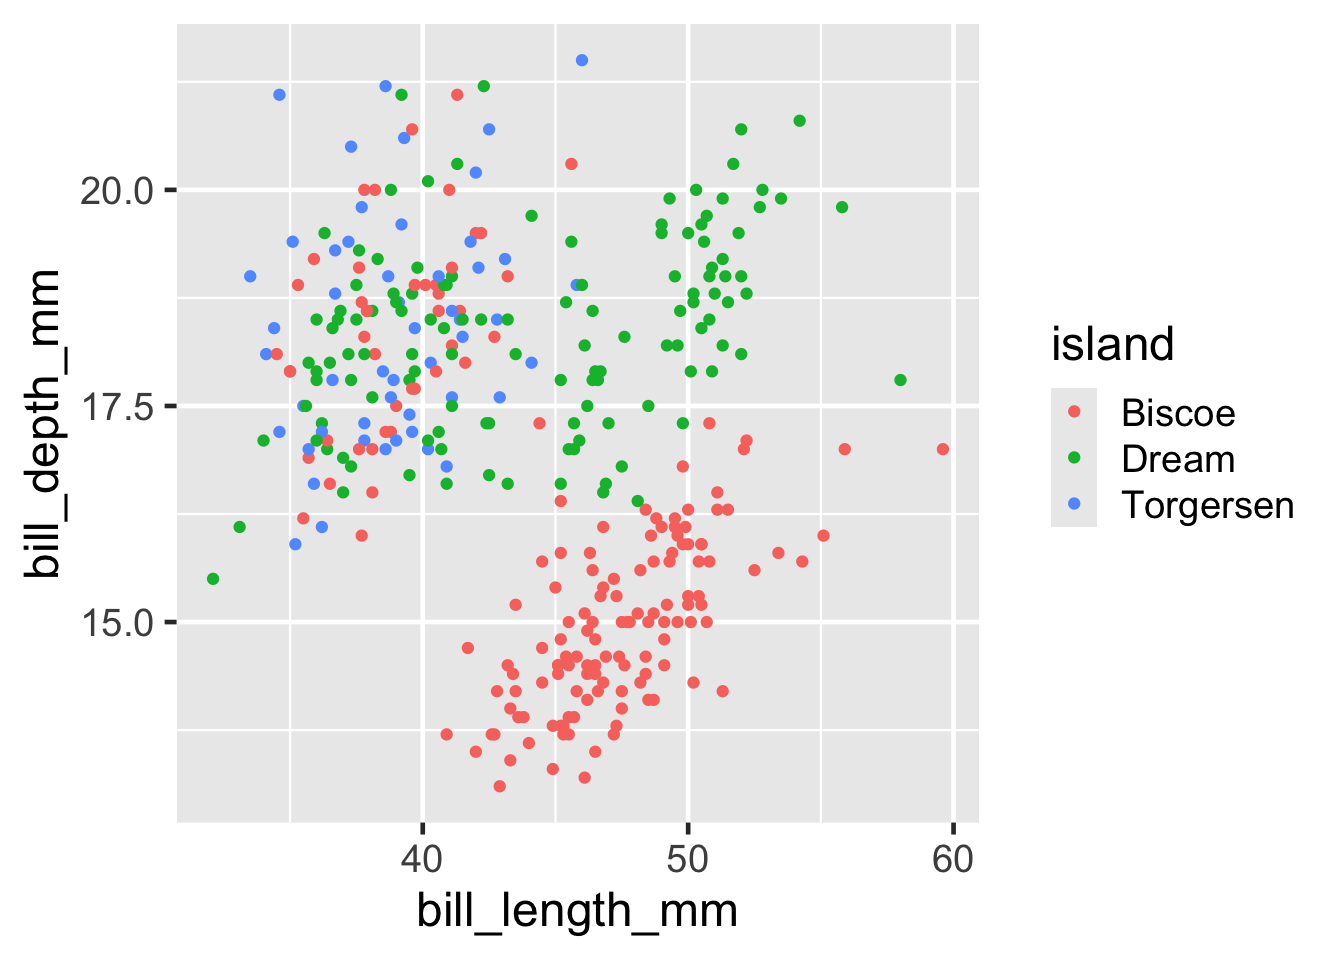 bill_depth_mm
20.0
17.5
15.0
40
50
60
bill_length_mm
island
Biscoe
Dream
Torgersen